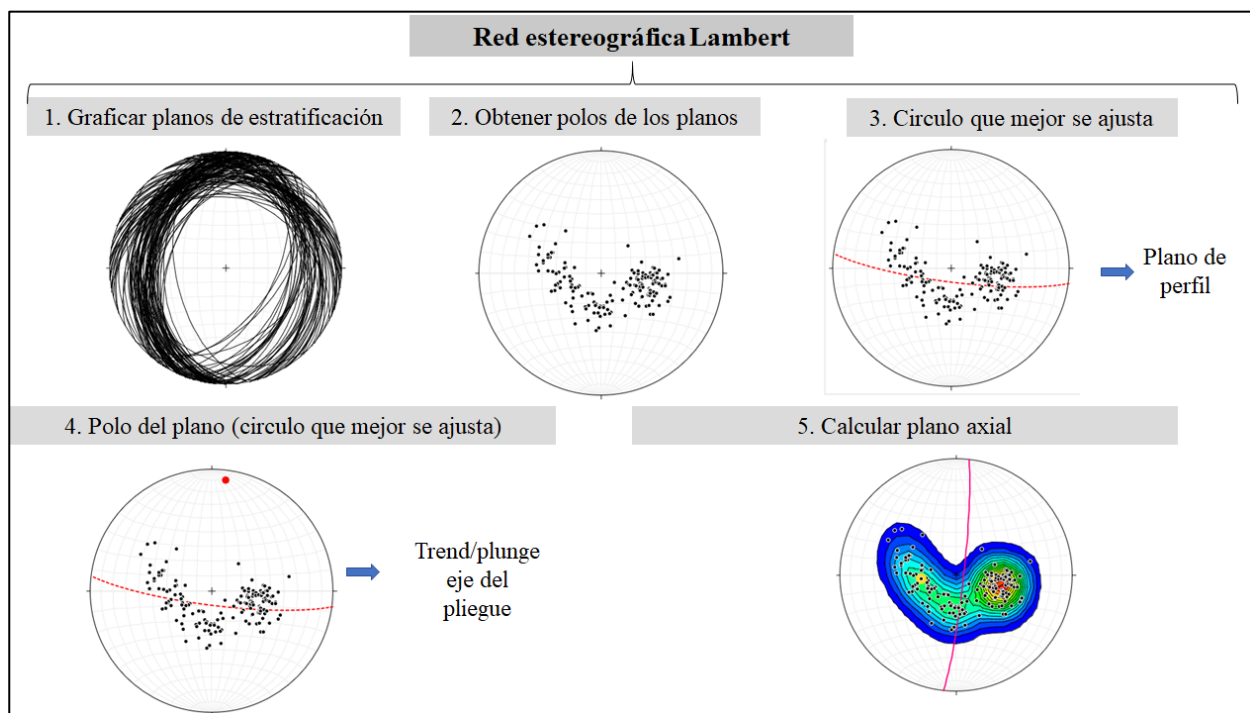 Red estereográfica Lambert
1. Graficar planos de estratificación
2. Obtener polos de los planos
3. Circulo que mejor se ajusta
Plano de
perfil
4. Polo del plano (circulo que mejor se ajusta)
5. Calcular plano axial
Trend/plunge
eje del
pliegue